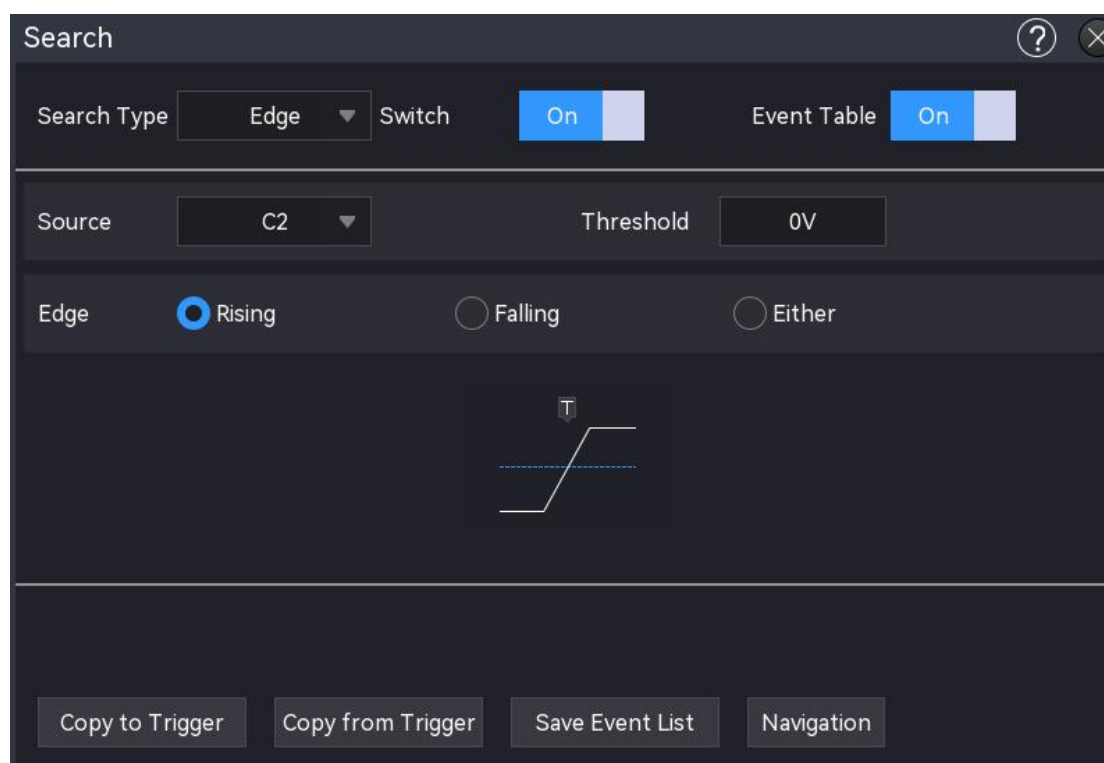 Search ?
Search Type Edge Switch On Event Table On
Source C2 Threshold 0V
Edge Rising Falling Either
T
Copy to Trigger Copy from Trigger Save Event List Navigation